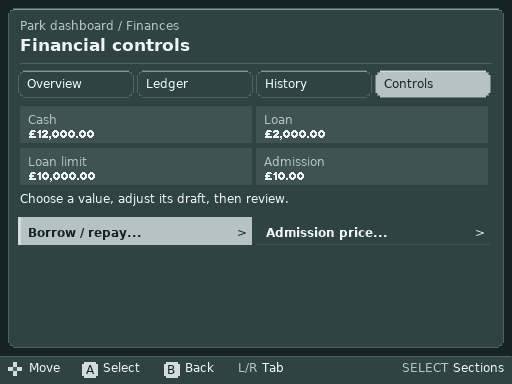 Park dashboard / Finances
Financial controls
Overview Ledger History Controls
Cash Loan
£12,000.00 £2,000.00
Loan limit Admission
£10,000.00 £10.00
Choose a value, adjust its draft, then review.
Borrow / repay... > Admission price... >
Move A Select B Back L/R Tab SELECT Sections